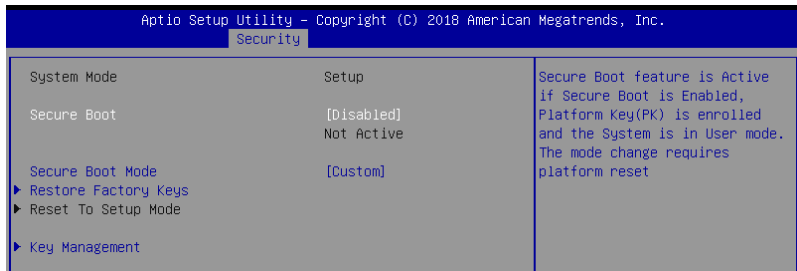 Aptio Setup Utility – Copyright (C) 2018 American Megatrends, Inc.
Security
System Mode Setup
Secure Boot [Disabled]
Not Active
Secure Boot Mode [Custom]
Restore Factory Keys
Reset To Setup Mode
Key Management
Secure Boot feature is Active
if Secure Boot is Enabled,
Platform Key(PK) is enrolled
and the System is in User mode.
The mode change requires
platform reset